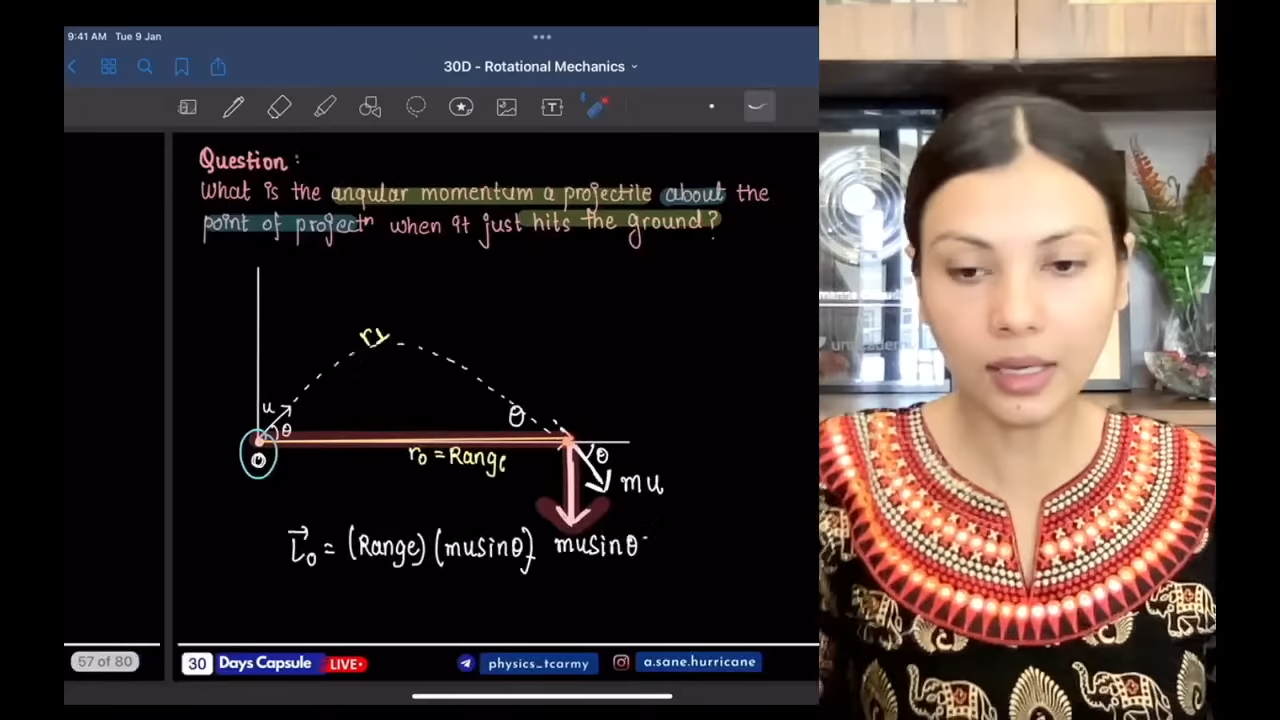 9:41 AM Tue 9 Jan
30D - Rotational Mechanics
Question:
What is the angular momentum a projectile about the
point of projectⁿ when it just hits the ground?
r⊥
u
θ
θ
O
r₀ = Range
θ
mu
L⃗₀ = (Range) (musinθ) musinθ
57 of 80
30 Days Capsule LIVE
physics_tcarmy
a.sane.hurricane